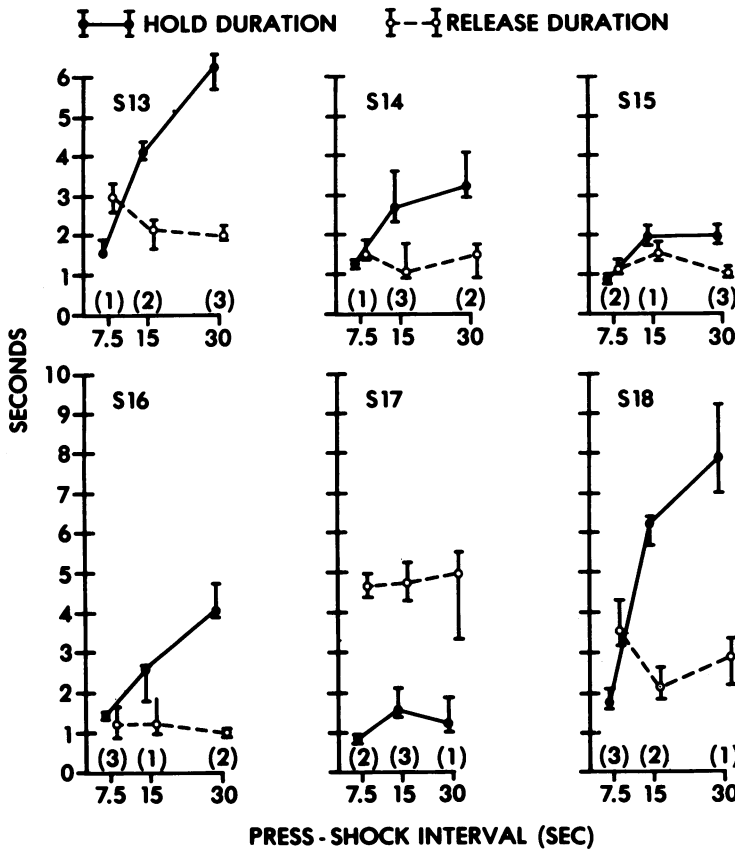 HOLD DURATION RELEASE DURATION
S13 S14 S15
6
5
4
3
2
1
0
(1) (2) (3) (1) (3) (2) (2) (1) (3)
7.5 15 30 7.5 15 30 7.5 15 30
SECONDS
S16 S17 S18
10
9
8
7
6
5
4
3
2
1
0
(3) (1) (2) (2) (3) (1) (3) (2) (1)
7.5 15 30 7.5 15 30 7.5 15 30
PRESS-SHOCK INTERVAL (SEC)